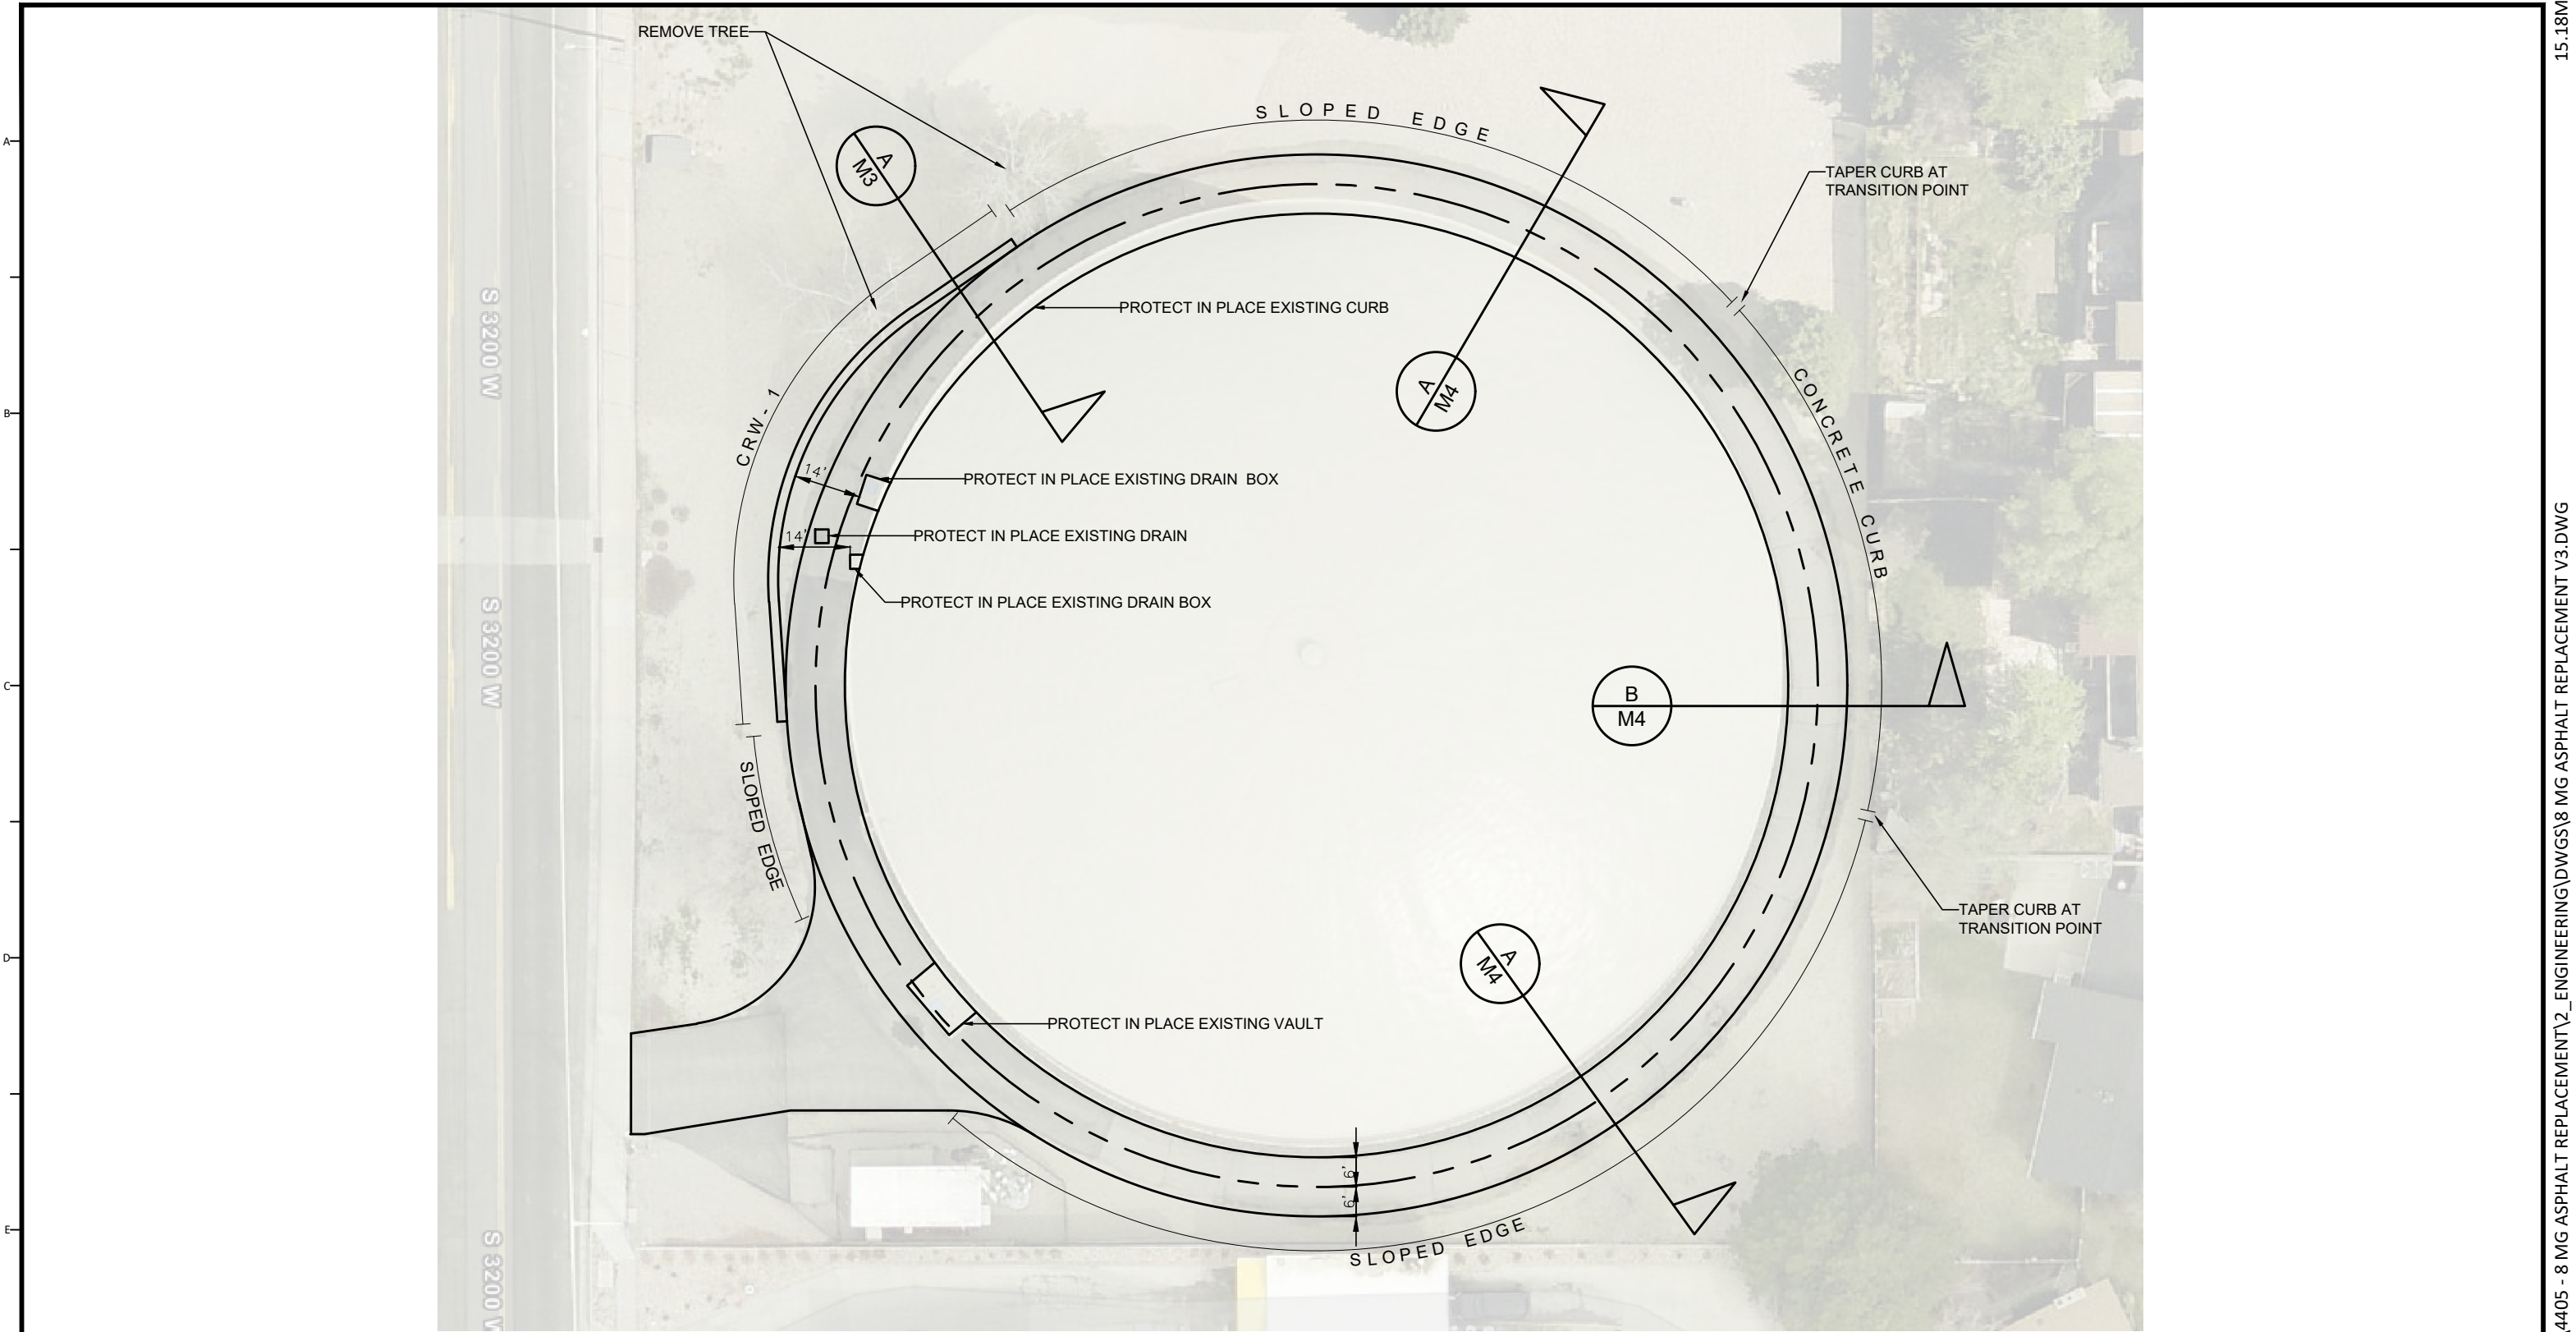 REMOVE TREE
SLOPED EDGE
A
M3
A
M4
TAPER CURB AT
TRANSITION POINT
PROTECT IN PLACE EXISTING CURB
CRW-1
CONCRETE CURB
14'
PROTECT IN PLACE EXISTING DRAIN BOX
14'
PROTECT IN PLACE EXISTING DRAIN
PROTECT IN PLACE EXISTING DRAIN BOX
B
M4
SLOPED EDGE
TAPER CURB AT
TRANSITION POINT
A
M4
PROTECT IN PLACE EXISTING VAULT
6'
6'
SLOPED EDGE
S 3200 W
S 3200 W
S 3200 W
A
B
C
D
E
4405 - 8 MG ASPHALT REPLACEMENT\2_ENGINEERING\DWGS\8 MG ASPHALT REPLACEMENT V3.DWG
15.18M